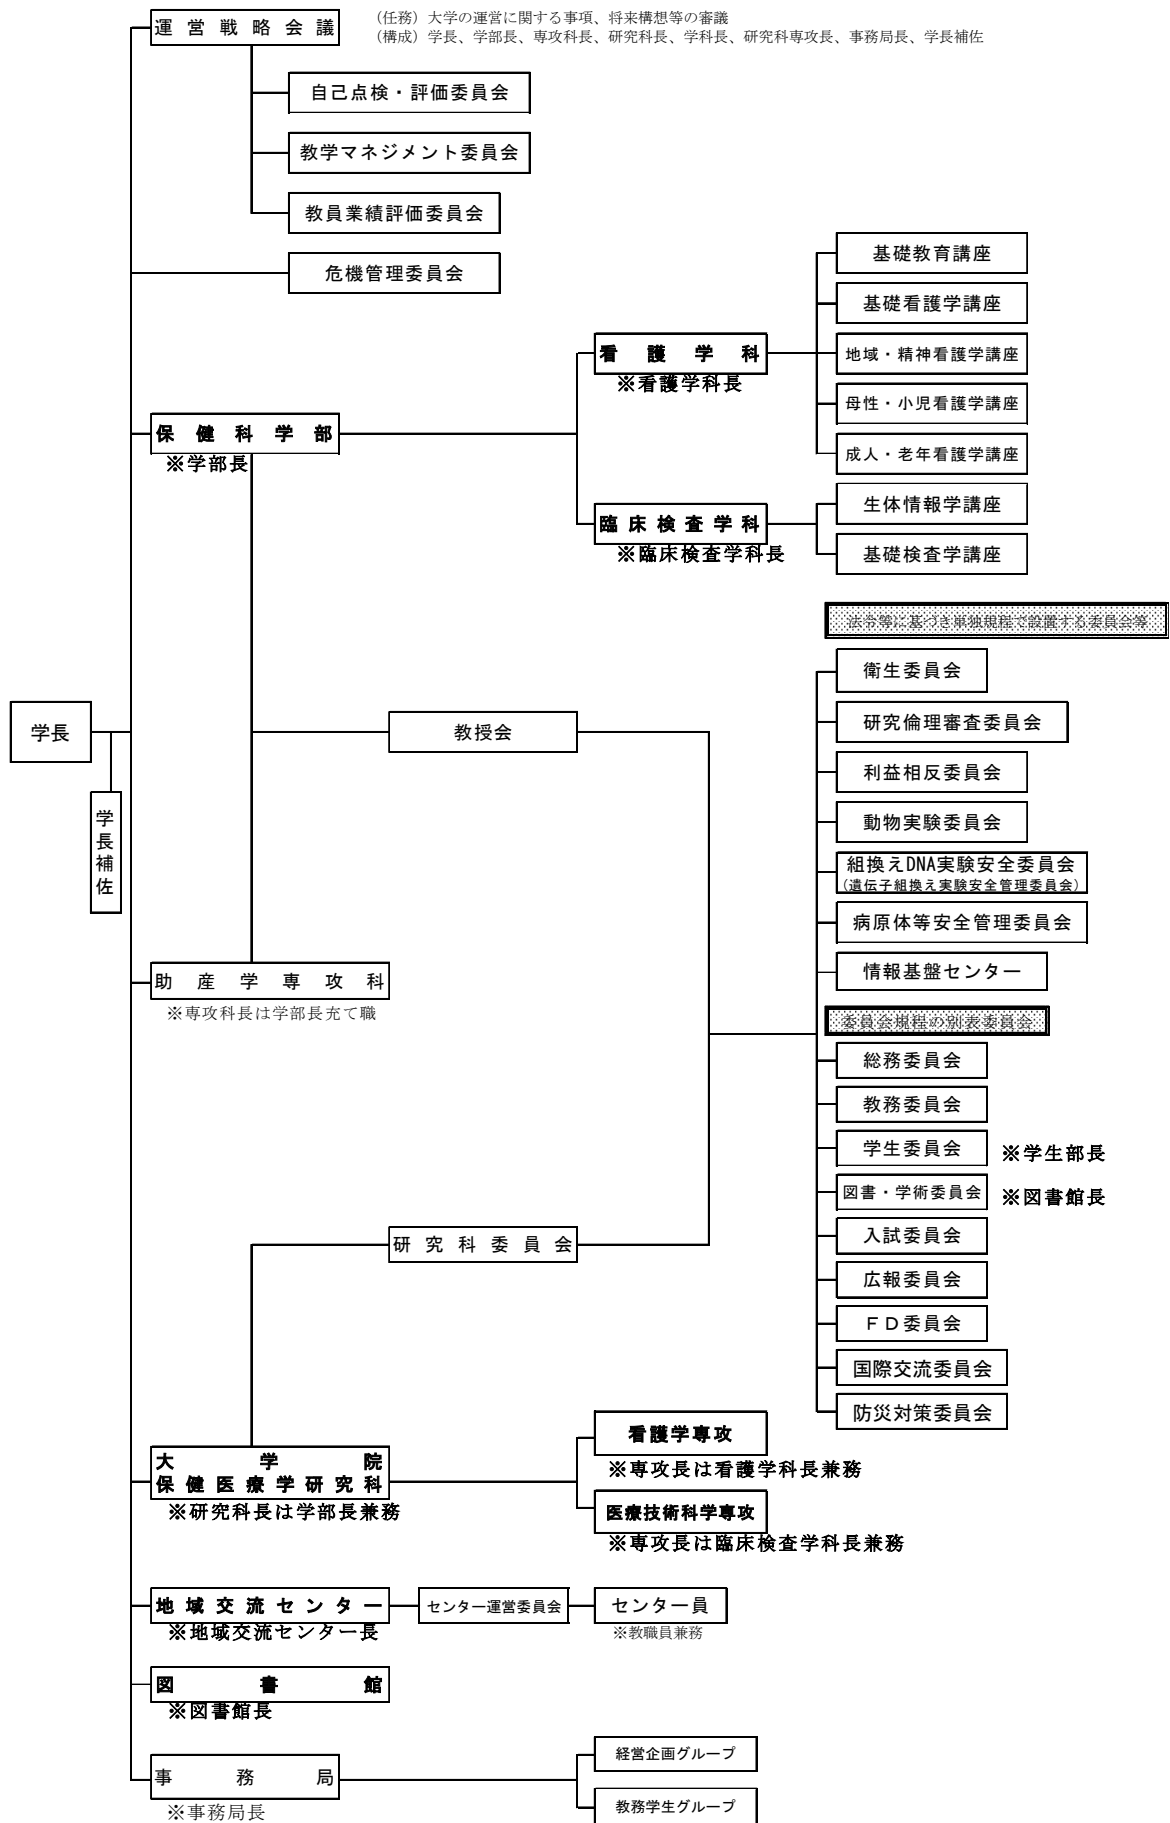 運営戦略会議
（任務）大学の運営に関する事項、将来構想等の審議
（構成）学長、学部長、専攻科長、研究科長、学科長、研究科専攻長、事務局長、学長補佐
自己点検・評価委員会
教学マネジメント委員会
教員業績評価委員会
危機管理委員会
基礎教育講座
基礎看護学講座
看護学科
※看護学科長
地域・精神看護学講座
母性・小児看護学講座
保健科学部
※学部長
成人・老年看護学講座
臨床検査学科
※臨床検査学科長
生体情報学講座
基礎検査学講座
法令等に基づき単独規程で設置する委員会等
衛生委員会
研究倫理審査委員会
学長
学長補佐
教授会
利益相反委員会
動物実験委員会
組換えDNA実験安全委員会
（遺伝子組換え実験安全管理委員会）
病原体等安全管理委員会
情報基盤センター
助産学専攻科
※専攻科長は学部長充て職
委員会規程の別表委員会
総務委員会
教務委員会
学生委員会
※学生部長
図書・学術委員会
※図書館長
入試委員会
研究科委員会
広報委員会
ＦＤ委員会
国際交流委員会
防災対策委員会
大学院
保健医療学研究科
※研究科長は学部長兼務
看護学専攻
※専攻長は看護学科長兼務
医療技術科学専攻
※専攻長は臨床検査学科長兼務
地域交流センター
※地域交流センター長
センター運営委員会
センター員
※教職員兼務
図書館
※図書館長
事務局
※事務局長
経営企画グループ
教務学生グループ